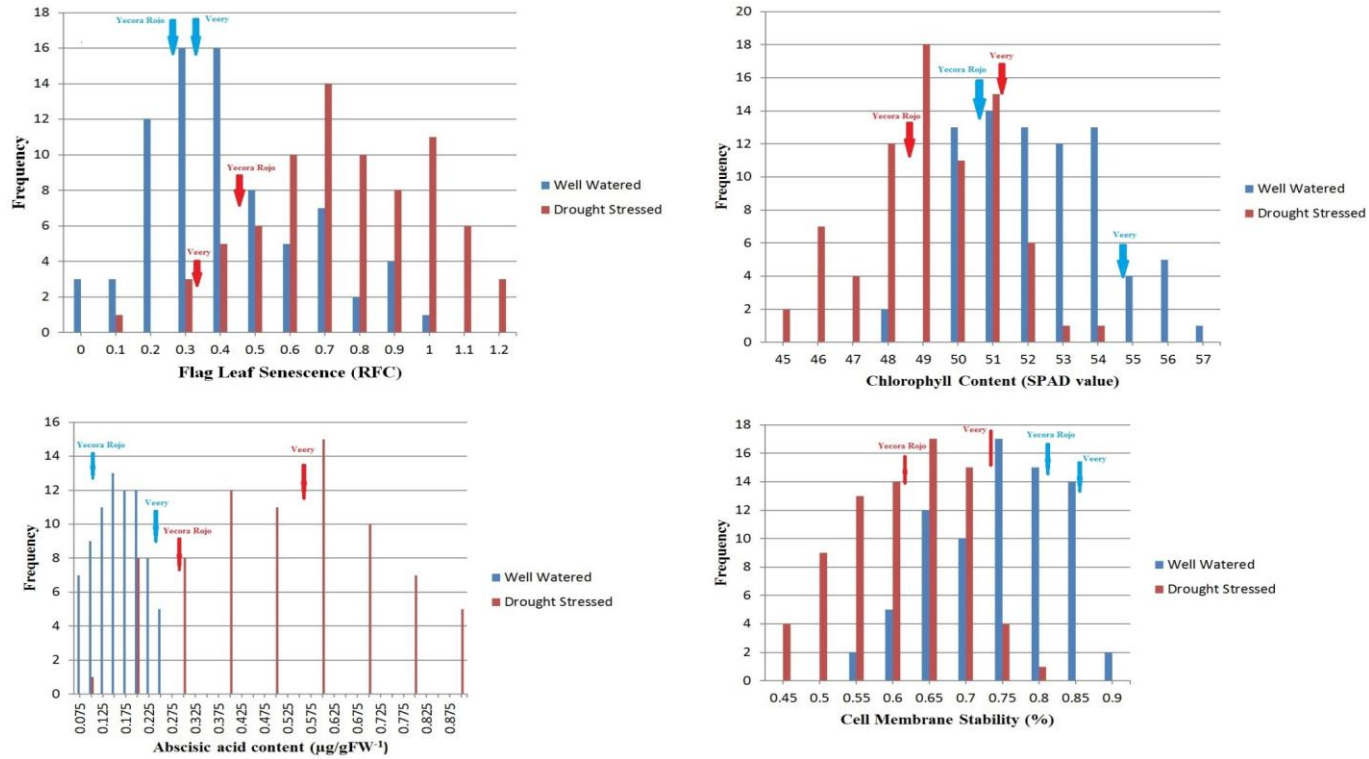 Yecora Rojo
Veery
16
14
12
10
8
6
4
2
0
Frequency
Yecora Rojo
Veery
0 0.1 0.2 0.3 0.4 0.5 0.6 0.7 0.8 0.9 1 1.1 1.2
Flag Leaf Senescence (RFC)
Well Watered
Drought Stressed
20
18
16
14
12
10
8
6
4
2
0
Frequency
Veery
Yecora Rojo
Yecora Rojo
Veery
45 46 47 48 49 50 51 52 53 54 55 56 57
Chlorophyll Content (SPAD value)
Well Watered
Drought Stressed
16
14
12
10
8
6
4
2
0
Frequency
Yecora Rojo
Veery
Veery
Yecora Rojo
0.075 0.125 0.175 0.225 0.275 0.325 0.375 0.425 0.475 0.525 0.575 0.625 0.675 0.725 0.775 0.825 0.875
Abscisic acid content (µg/gFW⁻¹)
Well Watered
Drought Stressed
18
16
14
12
10
8
6
4
2
0
Frequency
Veery
Yecora Rojo
Yecora Rojo
Veery
0.45 0.5 0.55 0.6 0.65 0.7 0.75 0.8 0.85 0.9
Cell Membrane Stability (%)
Well Watered
Drought Stressed